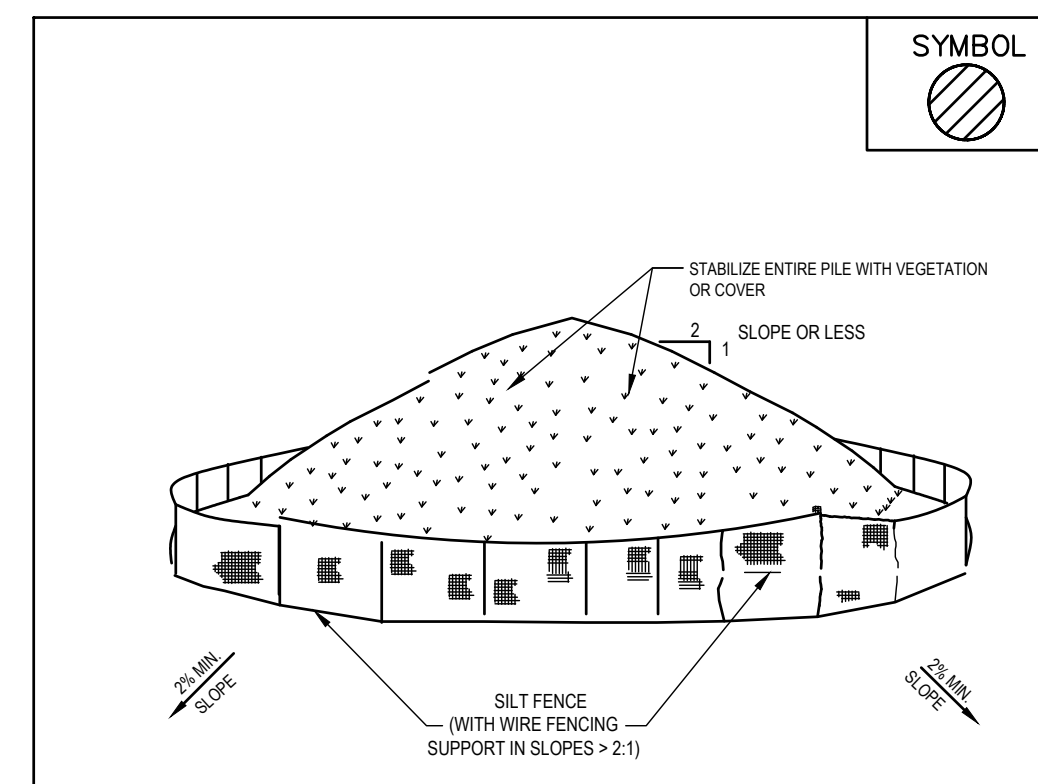 SYMBOL
STABILIZE ENTIRE PILE WITH VEGETATION
OR COVER
2
1
SLOPE OR LESS
2% MIN.
SLOPE
2% MIN.
SLOPE
SILT FENCE
(WITH WIRE FENCING
SUPPORT IN SLOPES > 2:1)